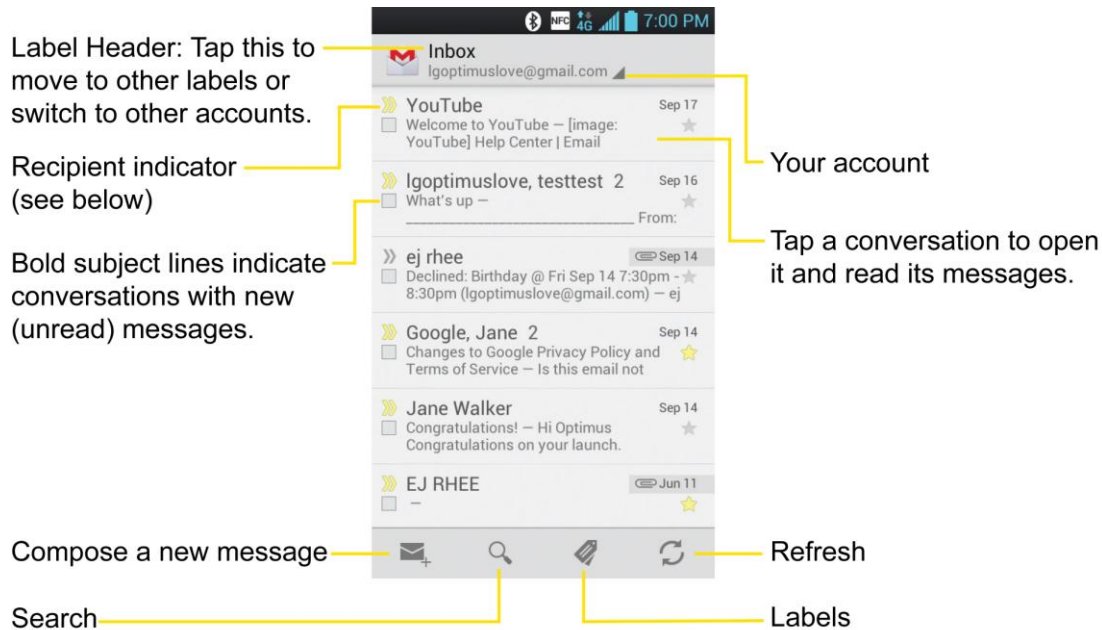 NFC 4G 7:00 PM
Label Header: Tap this to
move to other labels or
switch to other accounts.
Inbox
lgoptimuslove@gmail.com
YouTube Sep 17
Welcome to YouTube – [image:
YouTube] Help Center | Email
Recipient indicator
(see below)
Your account
lgoptimuslove, testtest 2 Sep 16
What's up –
______________________________ From:
Tap a conversation to open
it and read its messages.
Bold subject lines indicate
conversations with new
(unread) messages.
ej rhee Sep 14
Declined: Birthday @ Fri Sep 14 7:30pm -
8:30pm (lgoptimuslove@gmail.com) – ej
Google, Jane 2 Sep 14
Changes to Google Privacy Policy and
Terms of Service – Is this email not
Jane Walker Sep 14
Congratulations! – Hi Optimus
Congratulations on your launch.
EJ RHEE Jun 11
–
Compose a new message
Refresh
Search
Labels